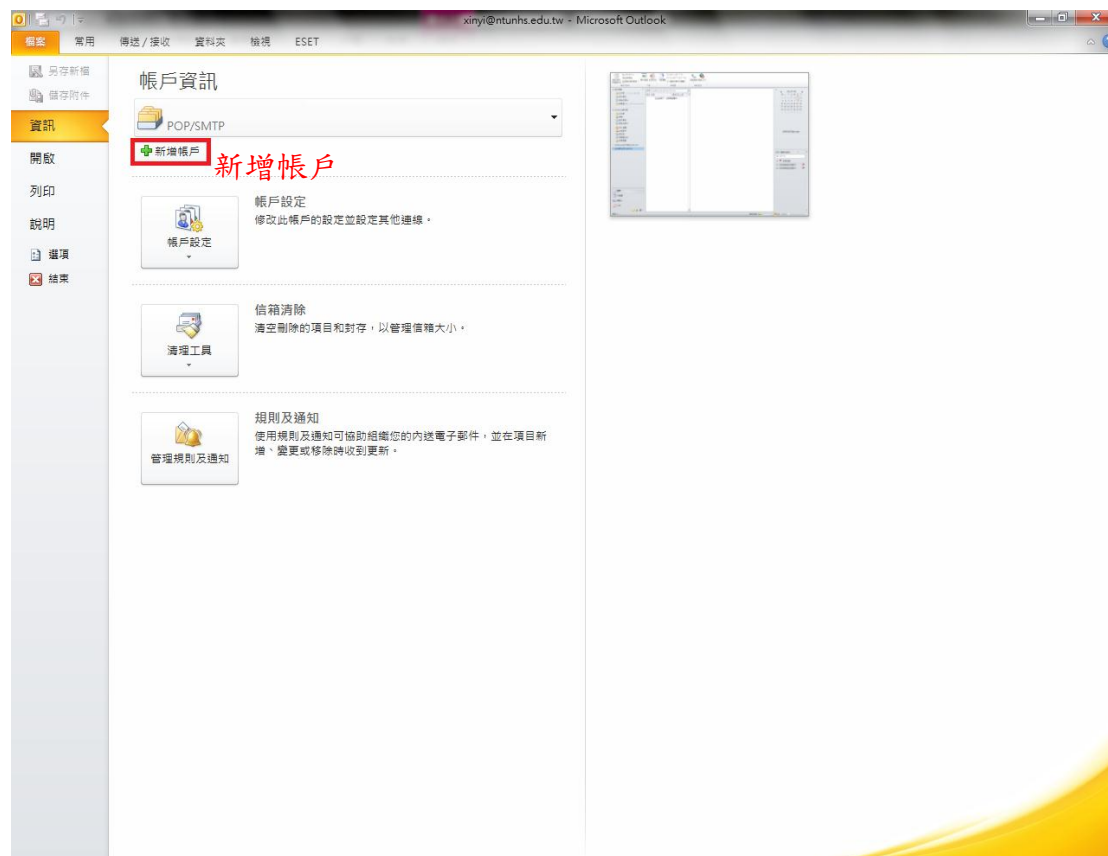 xinyi@ntunhs.edu.tw - Microsoft Outlook
檔案 常用 傳送/接收 資料夾 檢視 ESET
另存新檔
儲存附件
資訊
開啟
列印
說明
選項
結束
帳戶資訊
POP/SMTP
新增帳戶
新增帳戶
帳戶設定
帳戶設定
修改此帳戶的設定並設定其他連線。
清理工具
信箱清除
清空刪除的項目和封存，以管理信箱大小。
管理規則及通知
規則及通知
使用規則及通知可協助組織您的內送電子郵件，並在項目新
增、變更或移除時收到更新。